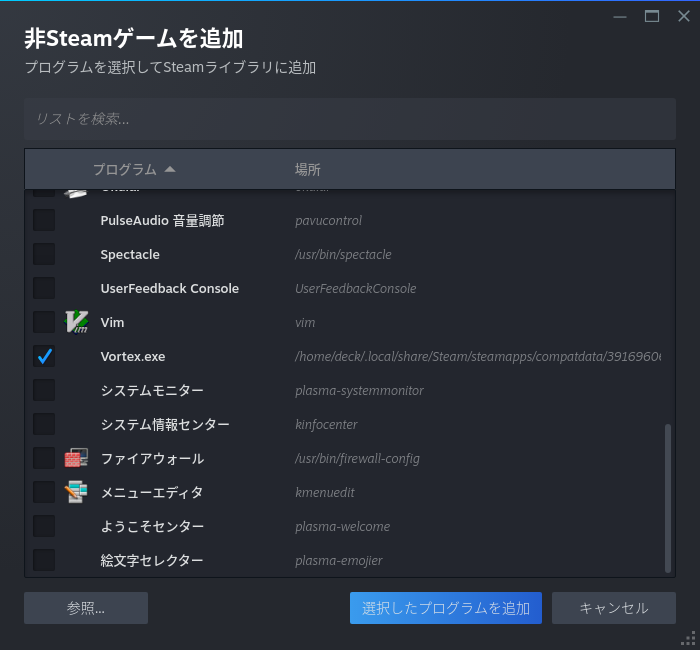 非Steamゲームを追加
プログラムを選択してSteamライブラリに追加
リストを検索...
プログラム 場所
PulseAudio 音量調節 pavucontrol
Spectacle /usr/bin/spectacle
UserFeedback Console UserFeedbackConsole
Vim vim
Vortex.exe /home/deck/.local/share/Steam/steamapps/compatdata/39169606
システムモニター plasma-systemmonitor
システム情報センター kinfocenter
ファイアウォール /usr/bin/firewall-config
メニューエディタ kmenuedit
ようこそセンター plasma-welcome
絵文字セレクター plasma-emojier
参照... 選択したプログラムを追加 キャンセル